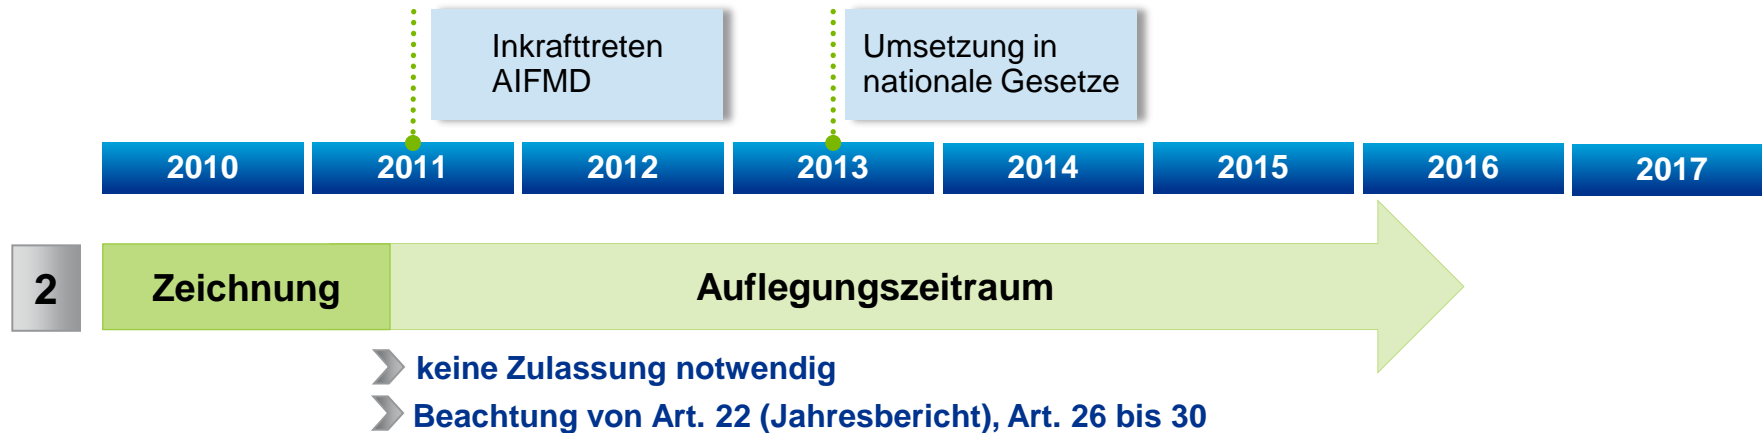 Inkrafttreten
AIFMD
Umsetzung in
nationale Gesetze
2010 2011 2012 2013 2014 2015 2016 2017
2 Zeichnung Auflegungszeitraum
keine Zulassung notwendig
Beachtung von Art. 22 (Jahresbericht), Art. 26 bis 30